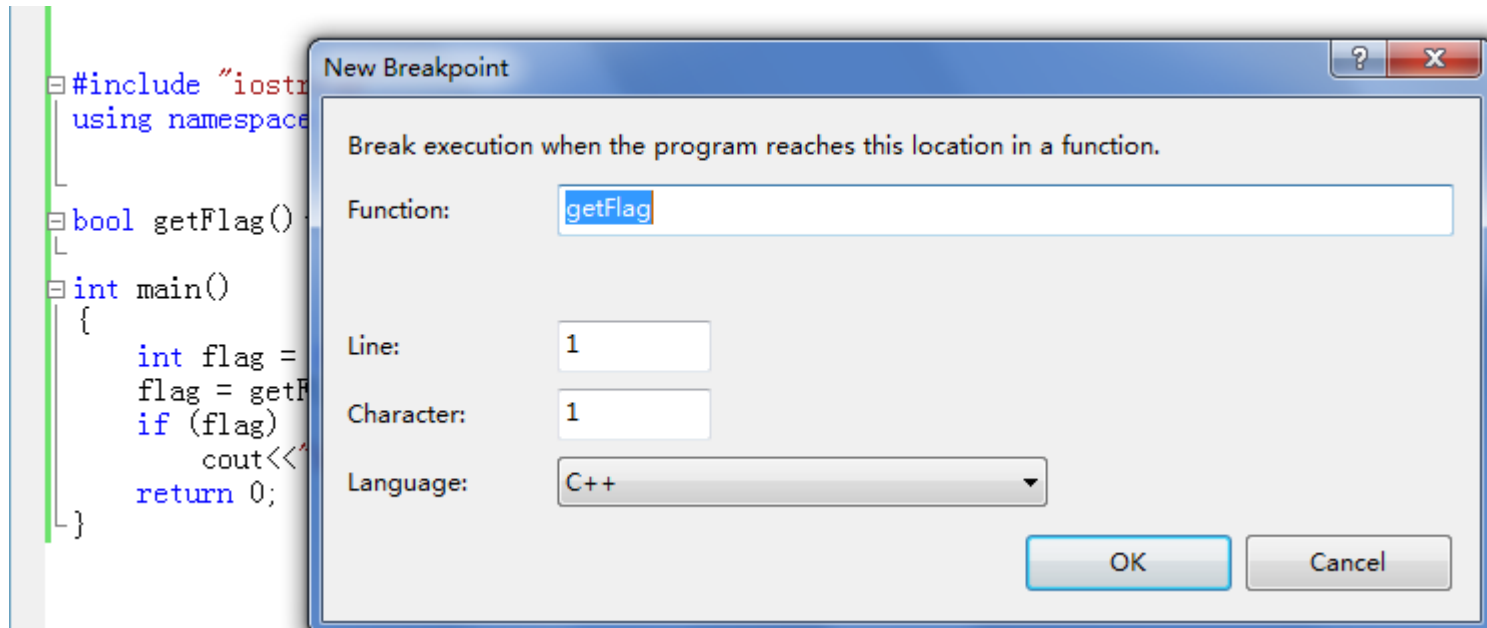 #include "iostr
using namespace
bool getFlag()
int main()
{
int flag =
flag = getF
if (flag)
cout<<"
return 0;
}
New Breakpoint
Break execution when the program reaches this location in a function.
Function: getFlag
Line: 1
Character: 1
Language: C++
OK Cancel